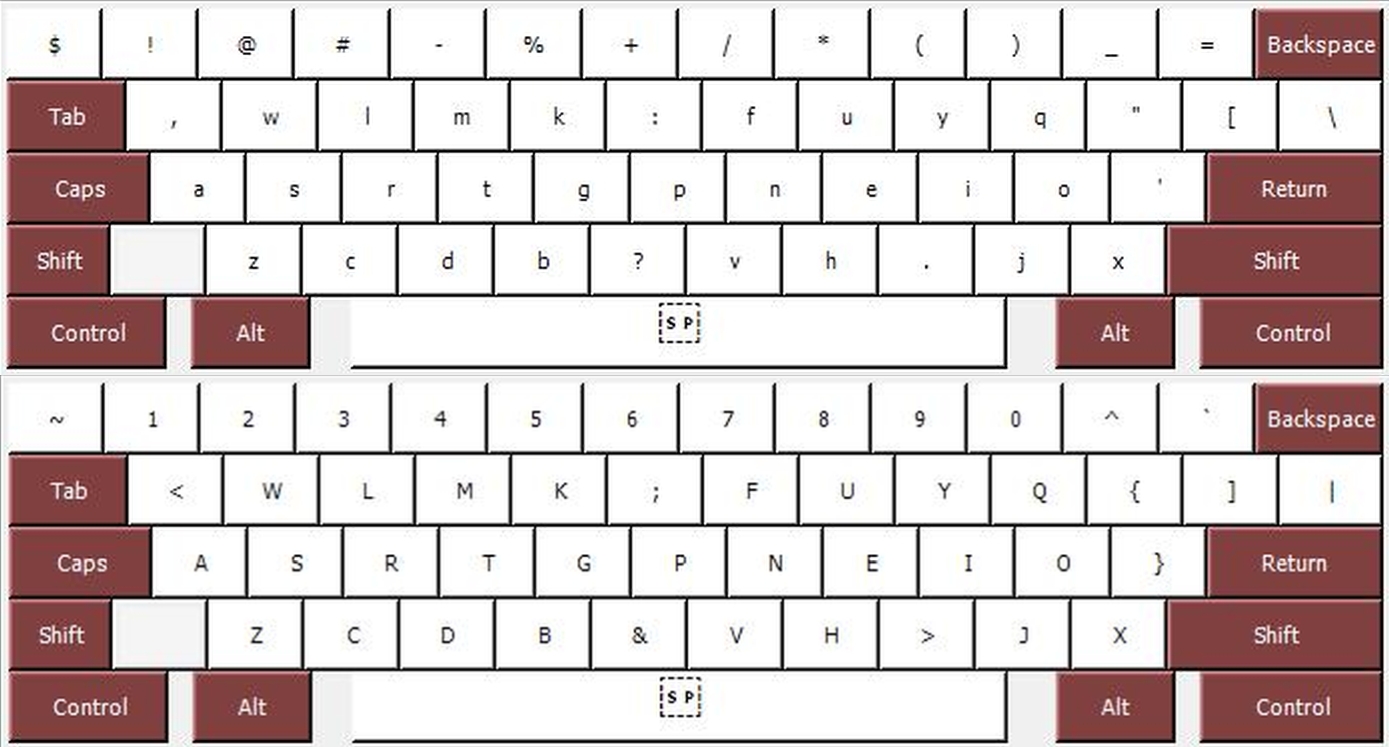 $ ! @ # - % + / * ( ) _ = Backspace
Tab , w l m k : f u y q " [ \
Caps a s r t g p n e i o ' Return
Shift z c d b ? v h . j x Shift
Control Alt SP Alt Control
~ 1 2 3 4 5 6 7 8 9 0 ^ ` Backspace
Tab < W L M K ; F U Y Q { ] |
Caps A S R T G P N E I O } Return
Shift Z C D B & V H > J X Shift
Control Alt SP Alt Control